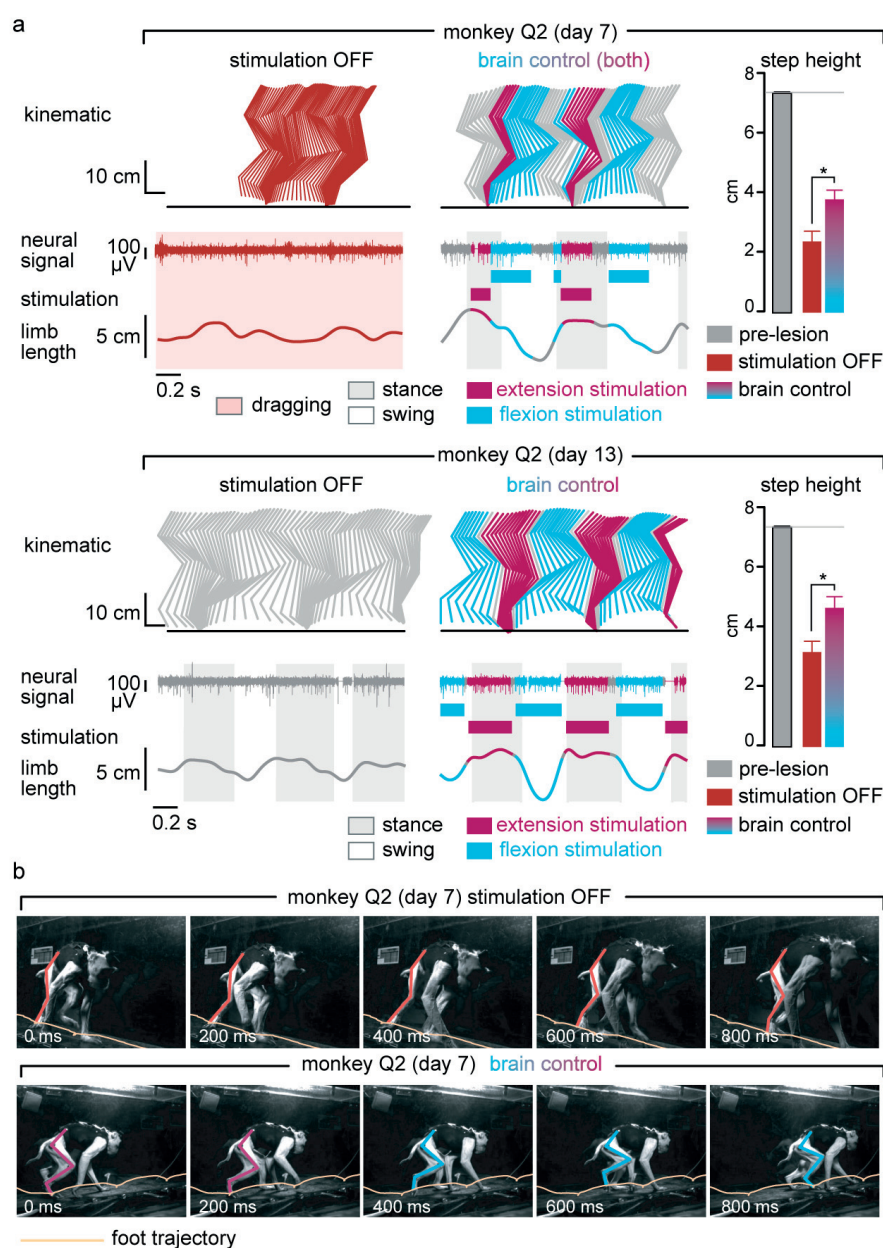 a
monkey Q2 (day 7)
stimulation OFF
brain control (both)
step height
kinematic
10 cm
8
6
4
2
0
cm
*
neural
signal
100
µV
stimulation
limb
length
5 cm
0.2 s
dragging
stance
swing
extension stimulation
flexion stimulation
pre-lesion
stimulation OFF
brain control
monkey Q2 (day 13)
stimulation OFF
brain control
step height
kinematic
10 cm
8
6
4
2
0
cm
*
neural
signal
100
µV
stimulation
limb
length
5 cm
0.2 s
stance
swing
extension stimulation
flexion stimulation
pre-lesion
stimulation OFF
brain control
b
monkey Q2 (day 7) stimulation OFF
0 ms
200 ms
400 ms
600 ms
800 ms
monkey Q2 (day 7) brain control
0 ms
200 ms
400 ms
600 ms
800 ms
foot trajectory